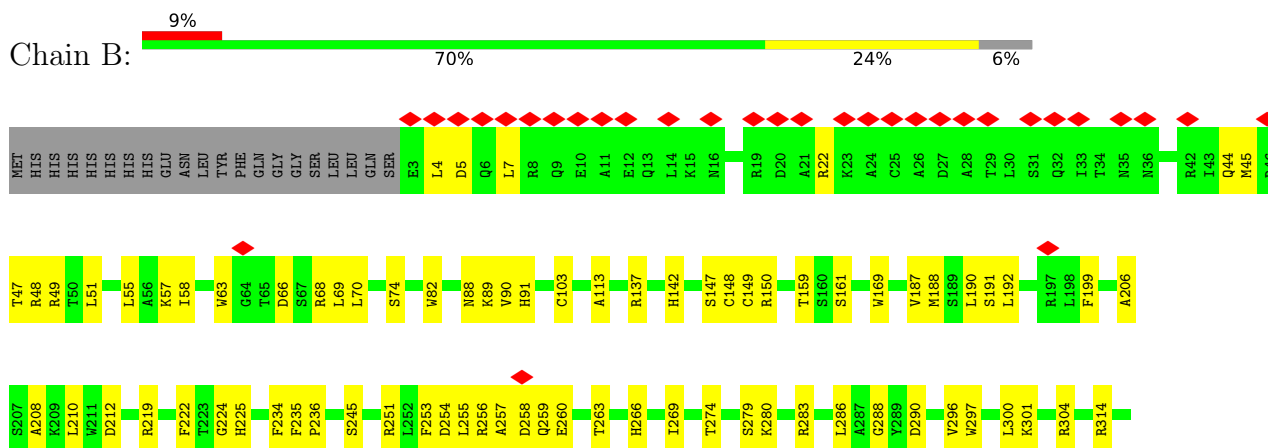 9%
Chain B:
70% 24% 6%
MET HIS HIS HIS HIS HIS HIS HIS GLU ASN LEU TYR PHE GLN GLY GLY SER LEU LEU GLN SER E3 L4 D5 Q6 L7 R8 Q9 E10 A11 E12 Q13 L14 K15 N16 R19 D20 A21 R22 K23 A24 C25 A26 D27 A28 T29 L30 S31 Q32 I33 T34 N35 N36 R42 I43 Q44 M45
T47 R48 R49 T50 L51 L55 A56 K57 I58 W63 G64 T65 D66 S67 R68 L69 L70 S74 W82 N88 K89 V90 H91 C103 A113 R137 H142 S147 C148 C149 R150 T159 S160 S161 W169 V187 M188 S189 L190 S191 L192 R197 L198 F199 A206
S207 A208 K209 L210 W211 D212 R219 F222 T223 G224 H225 F234 F235 P236 S245 R251 L252 F253 D254 L255 R256 A257 D258 Q259 E260 T263 H266 I269 T274 S279 K280 R283 L286 A287 G288 Y289 D290 V296 W297 L300 K301 R304 R314